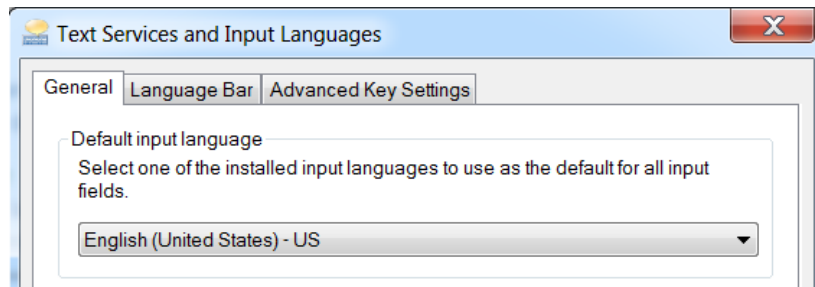 Text Services and Input Languages
General
Language Bar
Advanced Key Settings
Default input language
Select one of the installed input languages to use as the default for all input
fields.
English (United States) - US